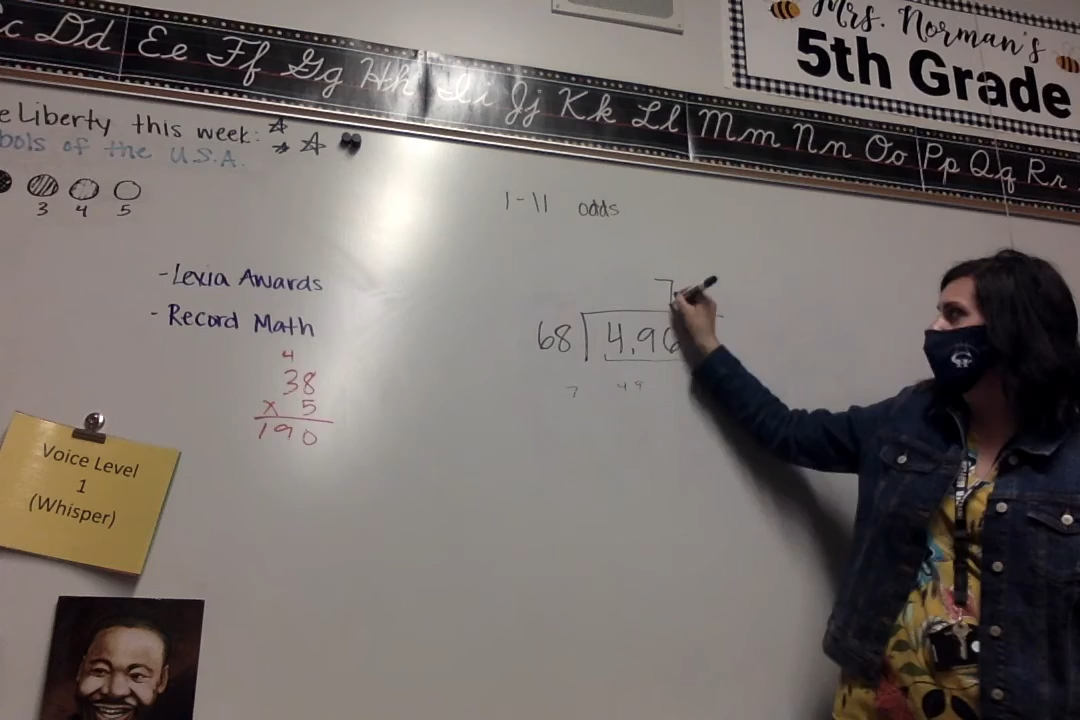 Mrs. Norman's
5th Grade
Cc Dd Ee Ff Gg Hh Ii Jj Kk Ll Mm Nn Oo Pp Qq Rr
Liberty this week:
of the U.S.A.
3 4 5
1-11 odds
- Lexia Awards
- Record Math
4
38
x 5
190
7
68 4,96
7 49
Voice Level
1
(Whisper)